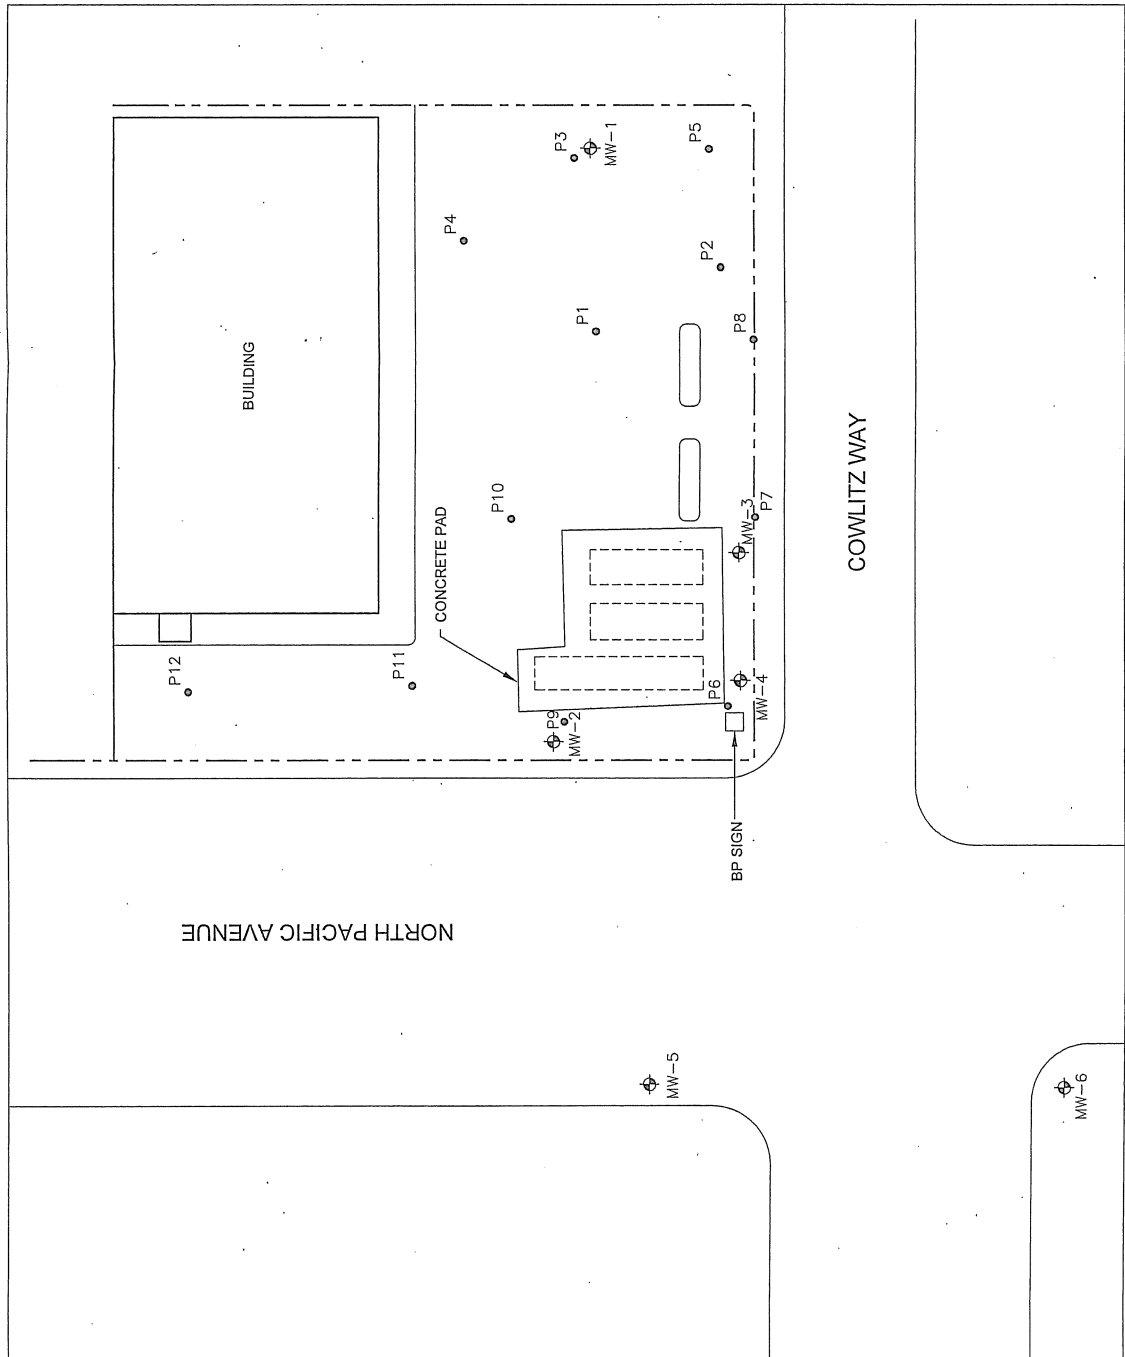 BUILDING
P3
MW-1
P5
P4
P2
P1
P8
P10
CONCRETE PAD
MW-3
P7
P12
P11
P9
MW-2
P6
MW-4
BP SIGN
COWLITZ WAY
NORTH PACIFIC AVENUE
MW-5
MW-6